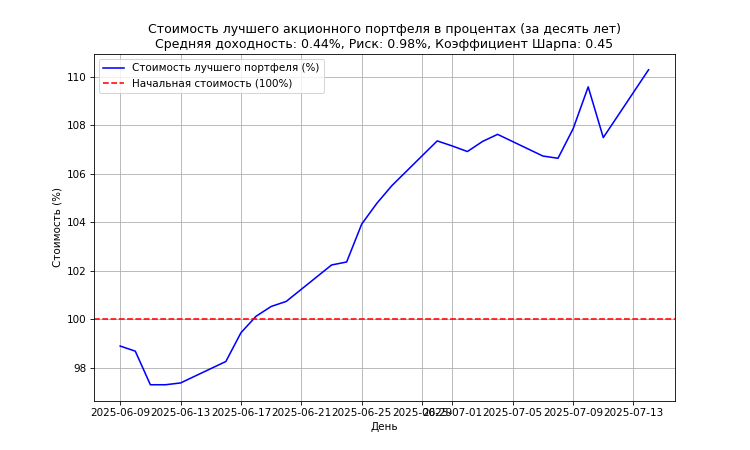 Стоимость лучшего акционного портфеля в процентах (за десять лет)
Средняя доходность: 0.44%, Риск: 0.98%, Коэффициент Шарпа: 0.45
Стоимость лучшего портфеля (%)
Начальная стоимость (100%)
Стоимость (%)
110
108
106
104
102
100
98
2025-06-09 2025-06-13 2025-06-17 2025-06-21 2025-06-25 2025-06-29 2025-07-01 2025-07-05 2025-07-09 2025-07-13
День